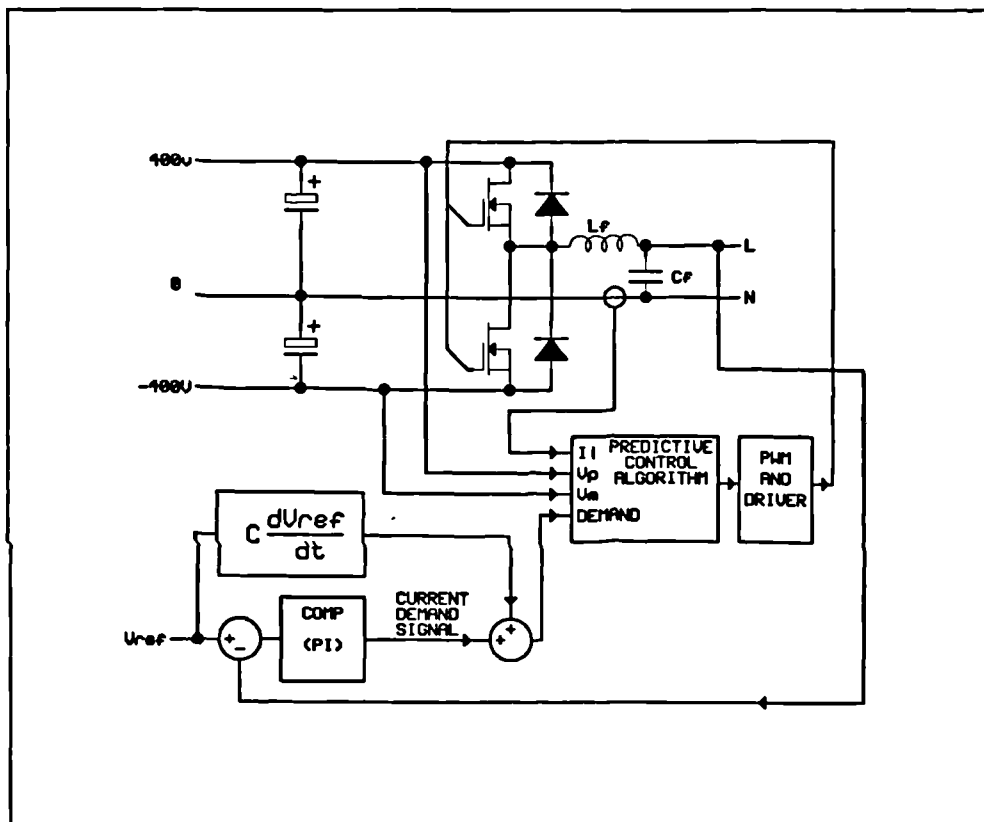 400v
+
Lf
L
0
Cf
N
+
-400V
Il
Vp
Vm
DEMAND
PREDICTIVE
CONTROL
ALGORITHM
PWM
AND
DRIVER
C dVref
dt
CURRENT
DEMAND
SIGNAL
COMP
(PI)
Vref
+
-
+
+